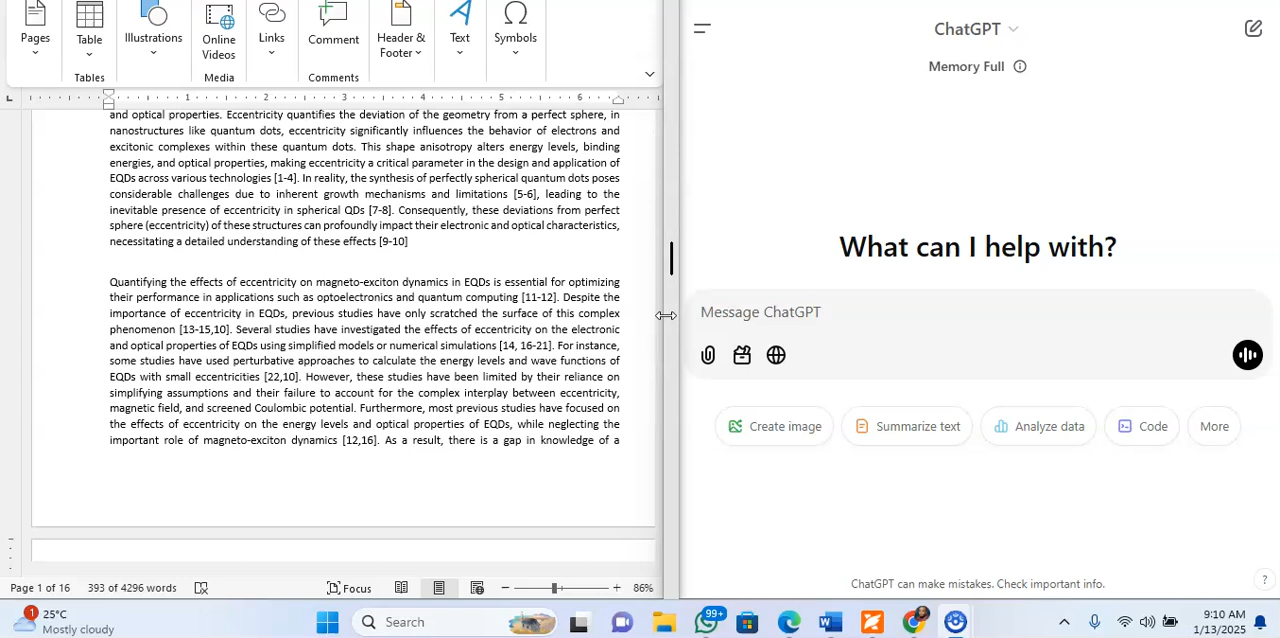 Pages
Table
Illustrations
Online
Videos
Links
Comment
Header &
Footer
Text
Symbols
Tables
Media
Comments
1
2
3
4
5
6
and optical properties. Eccentricity quantifies the deviation of the geometry from a perfect sphere, in
nanostructures like quantum dots, eccentricity significantly influences the behavior of electrons and
excitonic complexes within these quantum dots. This shape anisotropy alters energy levels, binding
energies, and optical properties, making eccentricity a critical parameter in the design and application of
EQDs across various technologies [1-4]. In reality, the synthesis of perfectly spherical quantum dots poses
considerable challenges due to inherent growth mechanisms and limitations [5-6], leading to the
inevitable presence of eccentricity in spherical QDs [7-8]. Consequently, these deviations from perfect
sphere (eccentricity) of these structures can profoundly impact their electronic and optical characteristics,
necessitating a detailed understanding of these effects [9-10]
Quantifying the effects of eccentricity on magneto-exciton dynamics in EQDs is essential for optimizing
their performance in applications such as optoelectronics and quantum computing [11-12]. Despite the
importance of eccentricity in EQDs, previous studies have only scratched the surface of this complex
phenomenon [13-15,10]. Several studies have investigated the effects of eccentricity on the electronic
and optical properties of EQDs using simplified models or numerical simulations [14, 16-21]. For instance,
some studies have used perturbative approaches to calculate the energy levels and wave functions of
EQDs with small eccentricities [22,10]. However, these studies have been limited by their reliance on
simplifying assumptions and their failure to account for the complex interplay between eccentricity,
magnetic field, and screened Coulombic potential. Furthermore, most previous studies have focused on
the effects of eccentricity on the energy levels and optical properties of EQDs, while neglecting the
important role of magneto-exciton dynamics [12,16]. As a result, there is a gap in knowledge of a
Page 1 of 16
393 of 4296 words
Focus
86%
ChatGPT
Memory Full
What can I help with?
Message ChatGPT
Create image
Summarize text
Analyze data
Code
More
ChatGPT can make mistakes. Check important info.
?
1
25°C
Mostly cloudy
Search
99+
9:10 AM
1/13/2025